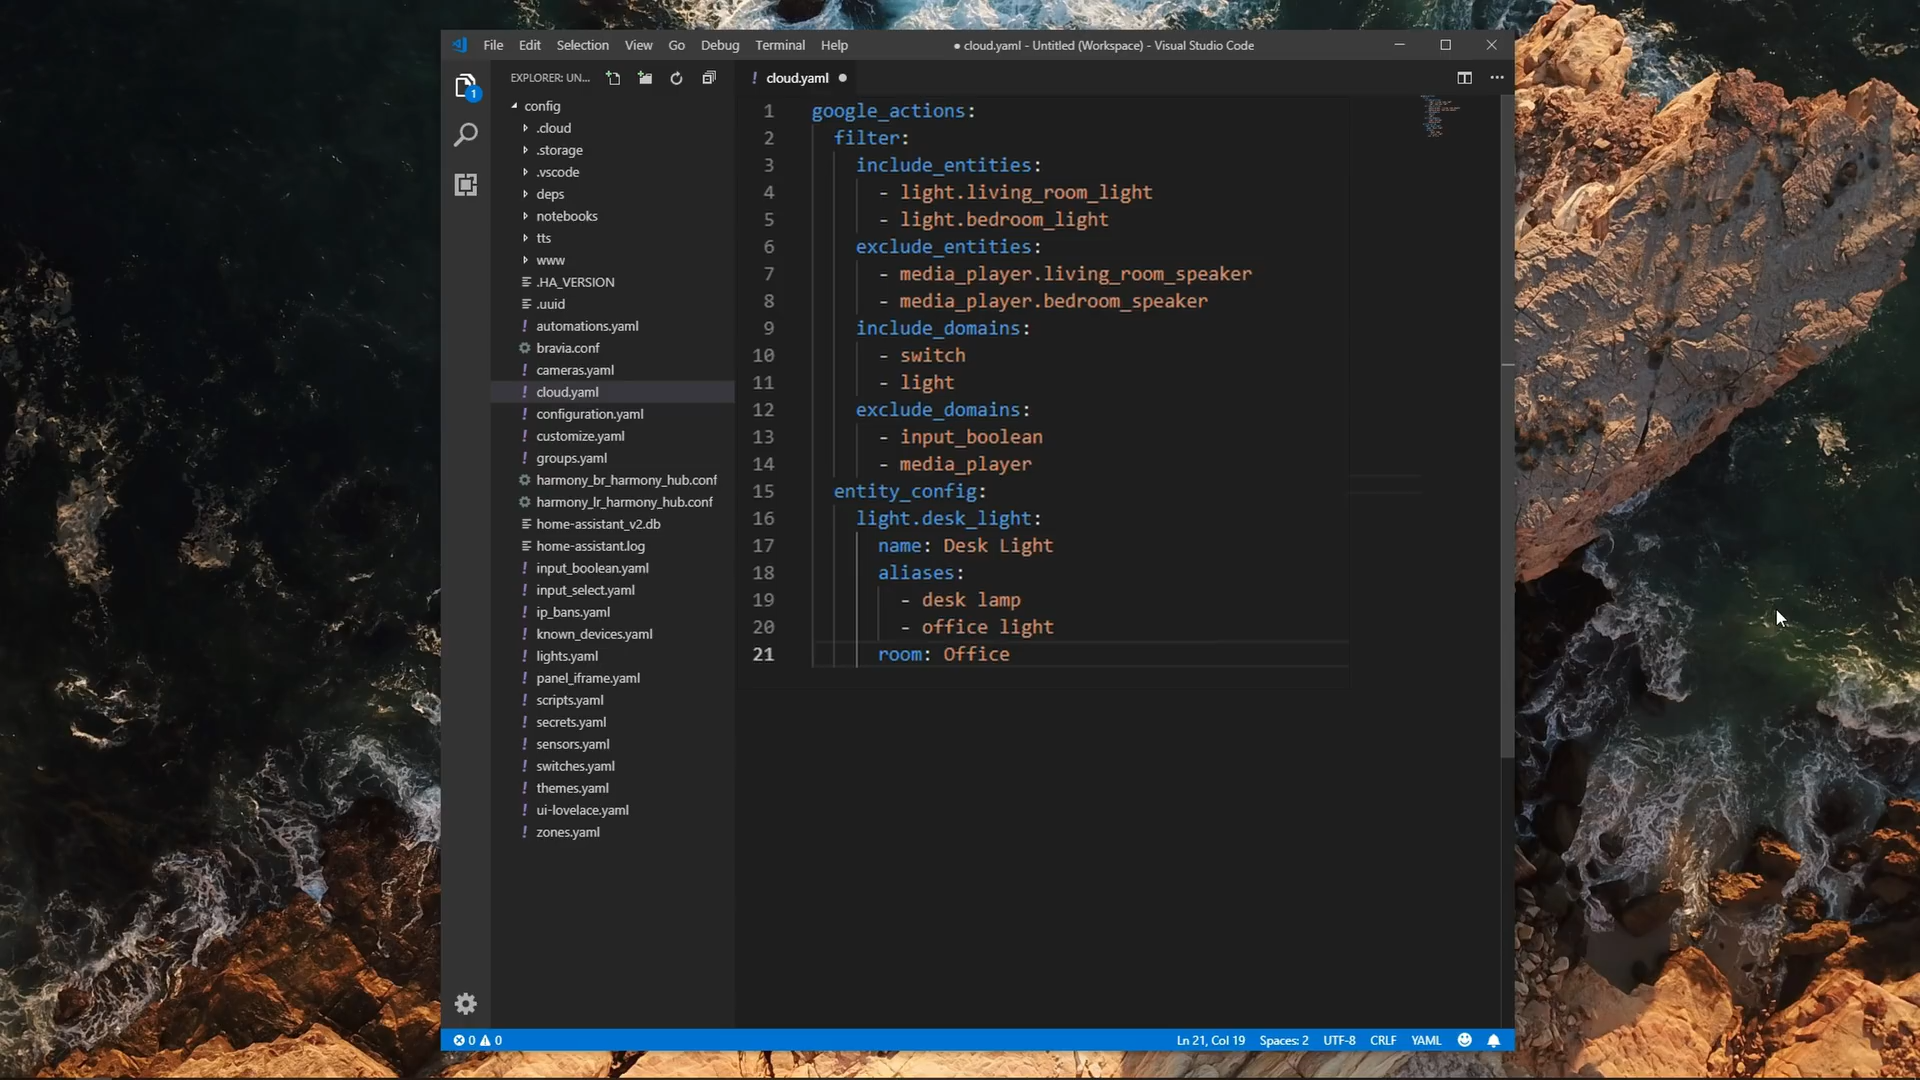 File Edit Selection View Go Debug Terminal Help
● cloud.yaml - Untitled (Workspace) - Visual Studio Code
EXPLORER: UN...
1
config
.cloud
.storage
.vscode
deps
notebooks
tts
www
.HA_VERSION
.uuid
automations.yaml
bravia.conf
cameras.yaml
cloud.yaml
configuration.yaml
customize.yaml
groups.yaml
harmony_br_harmony_hub.conf
harmony_lr_harmony_hub.conf
home-assistant_v2.db
home-assistant.log
input_boolean.yaml
input_select.yaml
ip_bans.yaml
known_devices.yaml
lights.yaml
panel_iframe.yaml
scripts.yaml
secrets.yaml
sensors.yaml
switches.yaml
themes.yaml
ui-lovelace.yaml
zones.yaml
! cloud.yaml ●
1 google_actions:
2 filter:
3 include_entities:
4 - light.living_room_light
5 - light.bedroom_light
6 exclude_entities:
7 - media_player.living_room_speaker
8 - media_player.bedroom_speaker
9 include_domains:
10 - switch
11 - light
12 exclude_domains:
13 - input_boolean
14 - media_player
15 entity_config:
16 light.desk_light:
17 name: Desk Light
18 aliases:
19 - desk lamp
20 - office light
21 room: Office
0 0
Ln 21, Col 19 Spaces: 2 UTF-8 CRLF YAML